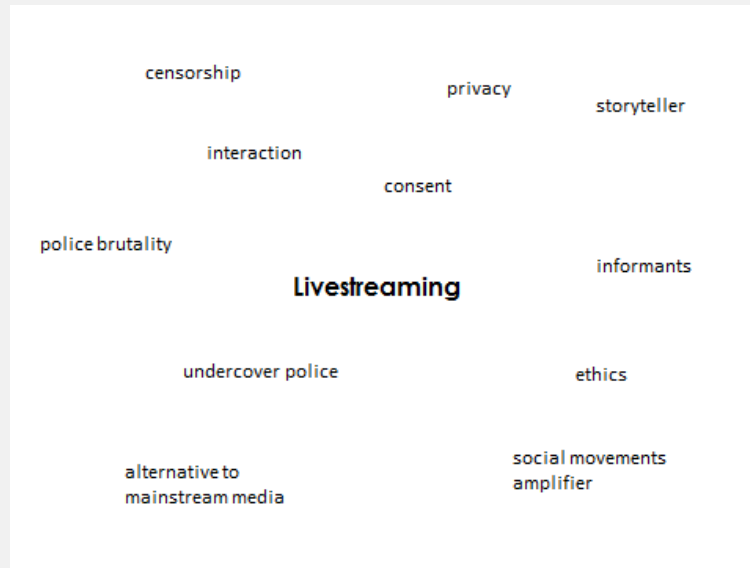 censorship
privacy
storyteller
interaction
consent
police brutality
informants
Livestreaming
undercover police
ethics
social movements
amplifier
alternative to
mainstream media